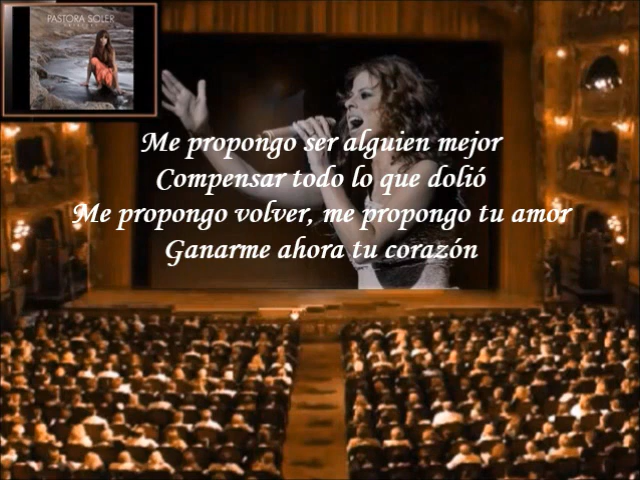 PASTORA SOLER
Me propongo ser alguien mejor
Compensar todo lo que dolió
Me propongo volver, me propongo tu amor
Ganarme ahora tu corazón